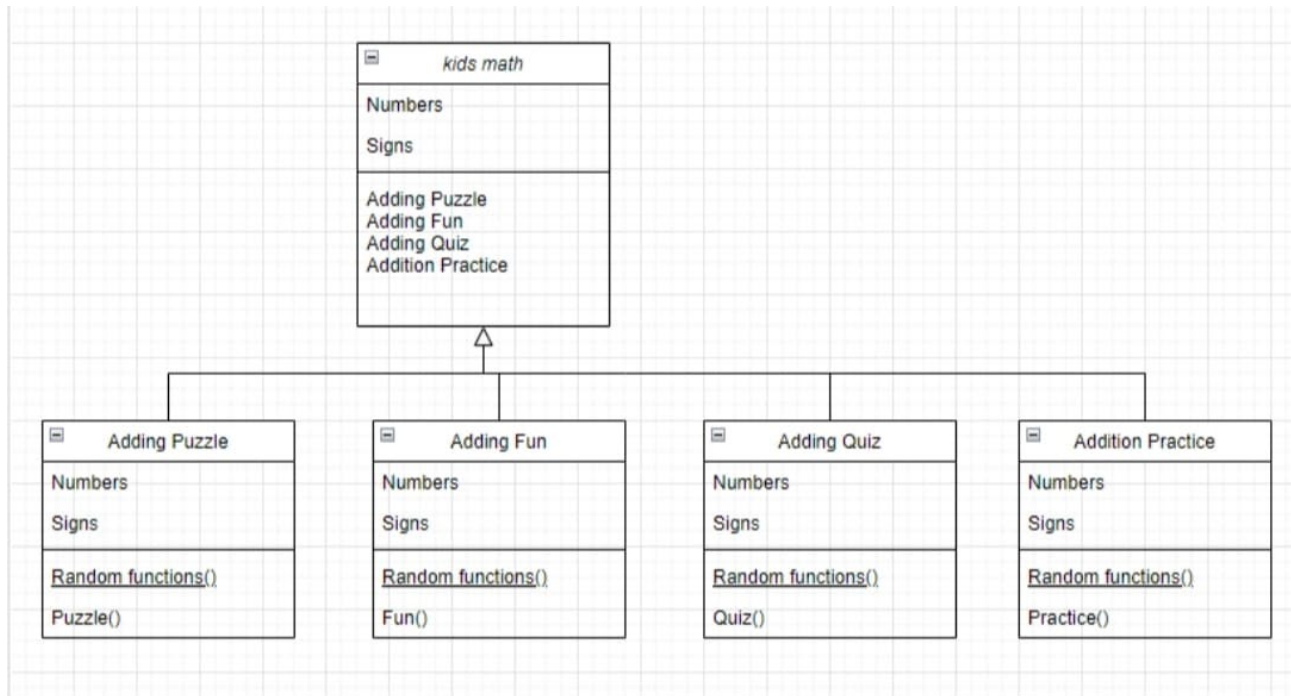 kids math
Numbers
Signs
Adding Puzzle
Adding Fun
Adding Quiz
Addition Practice
Adding Puzzle
Numbers
Signs
Random functions()
Puzzle()
Adding Fun
Numbers
Signs
Random functions()
Fun()
Adding Quiz
Numbers
Signs
Random functions()
Quiz()
Addition Practice
Numbers
Signs
Random functions()
Practice()